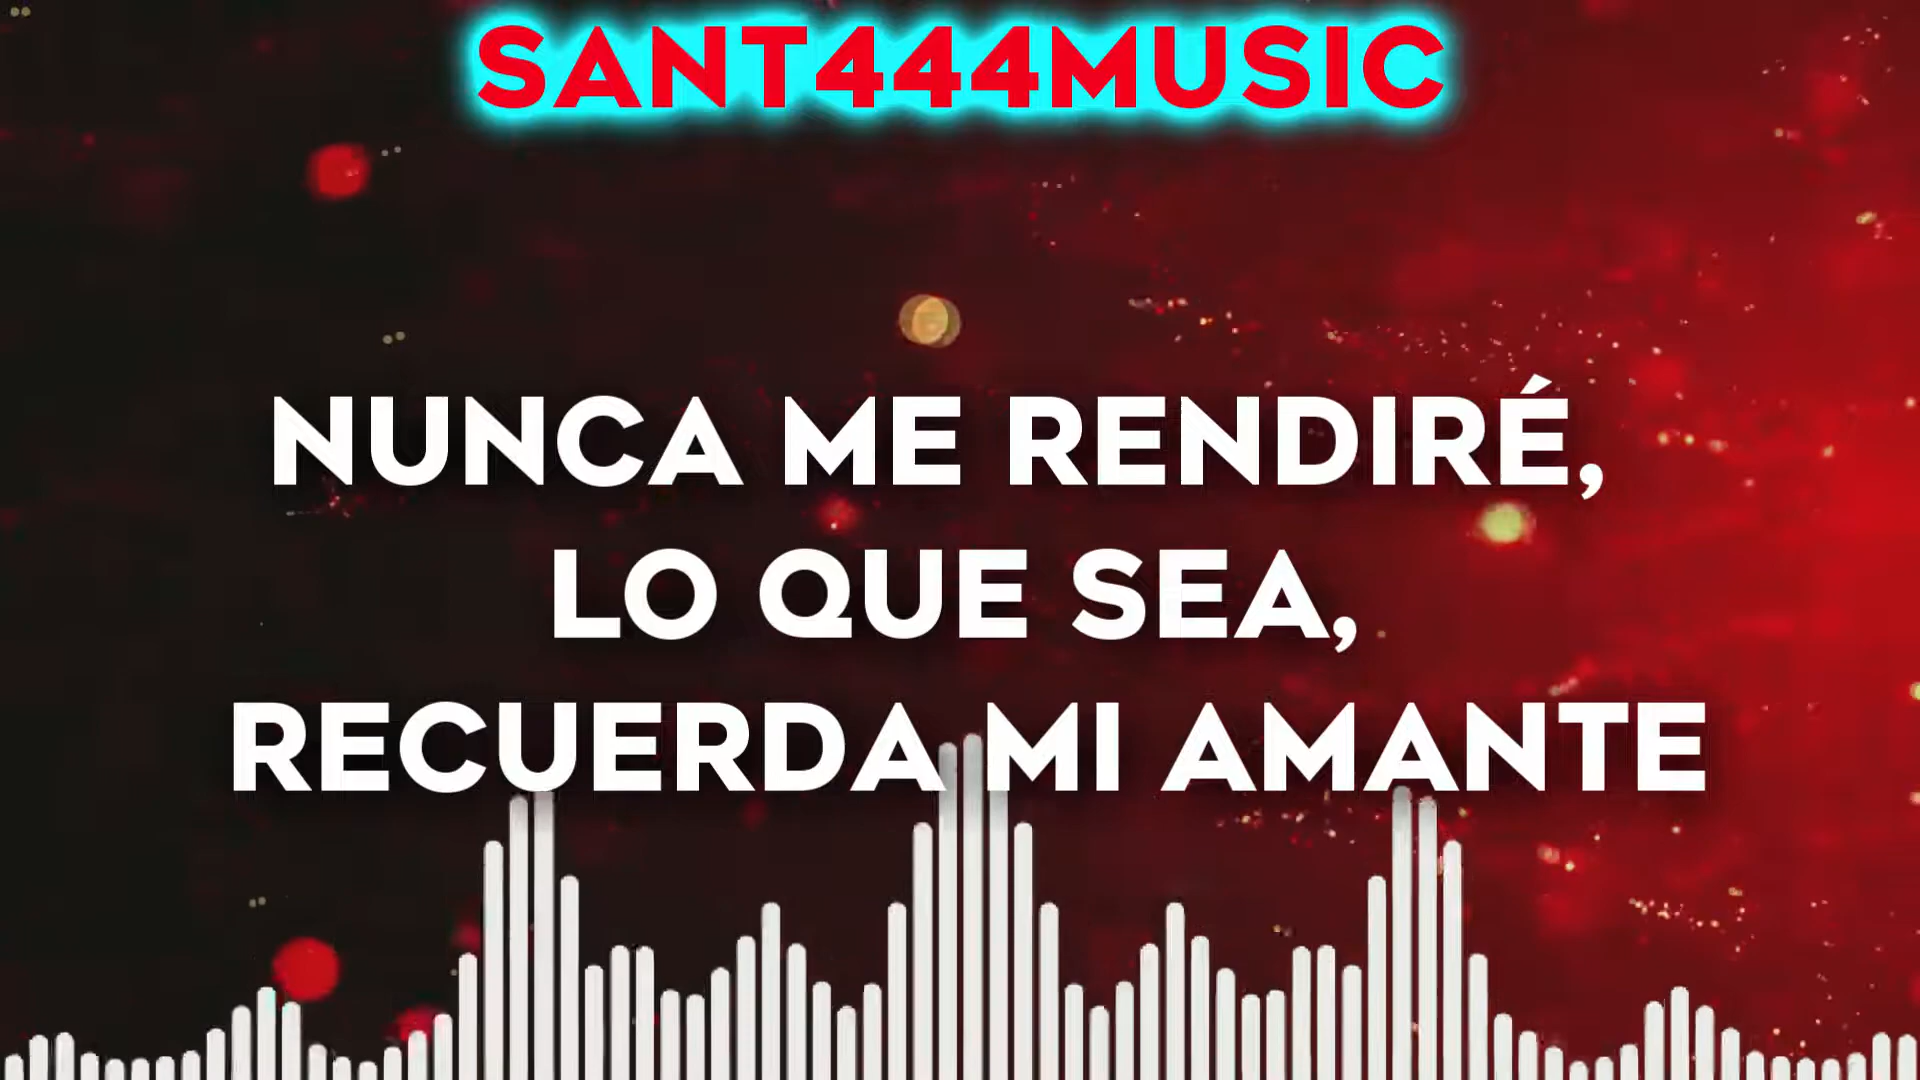 SANT444MUSIC
NUNCA ME RENDIRÉ,
LO QUE SEA,
RECUERDA MI AMANTE